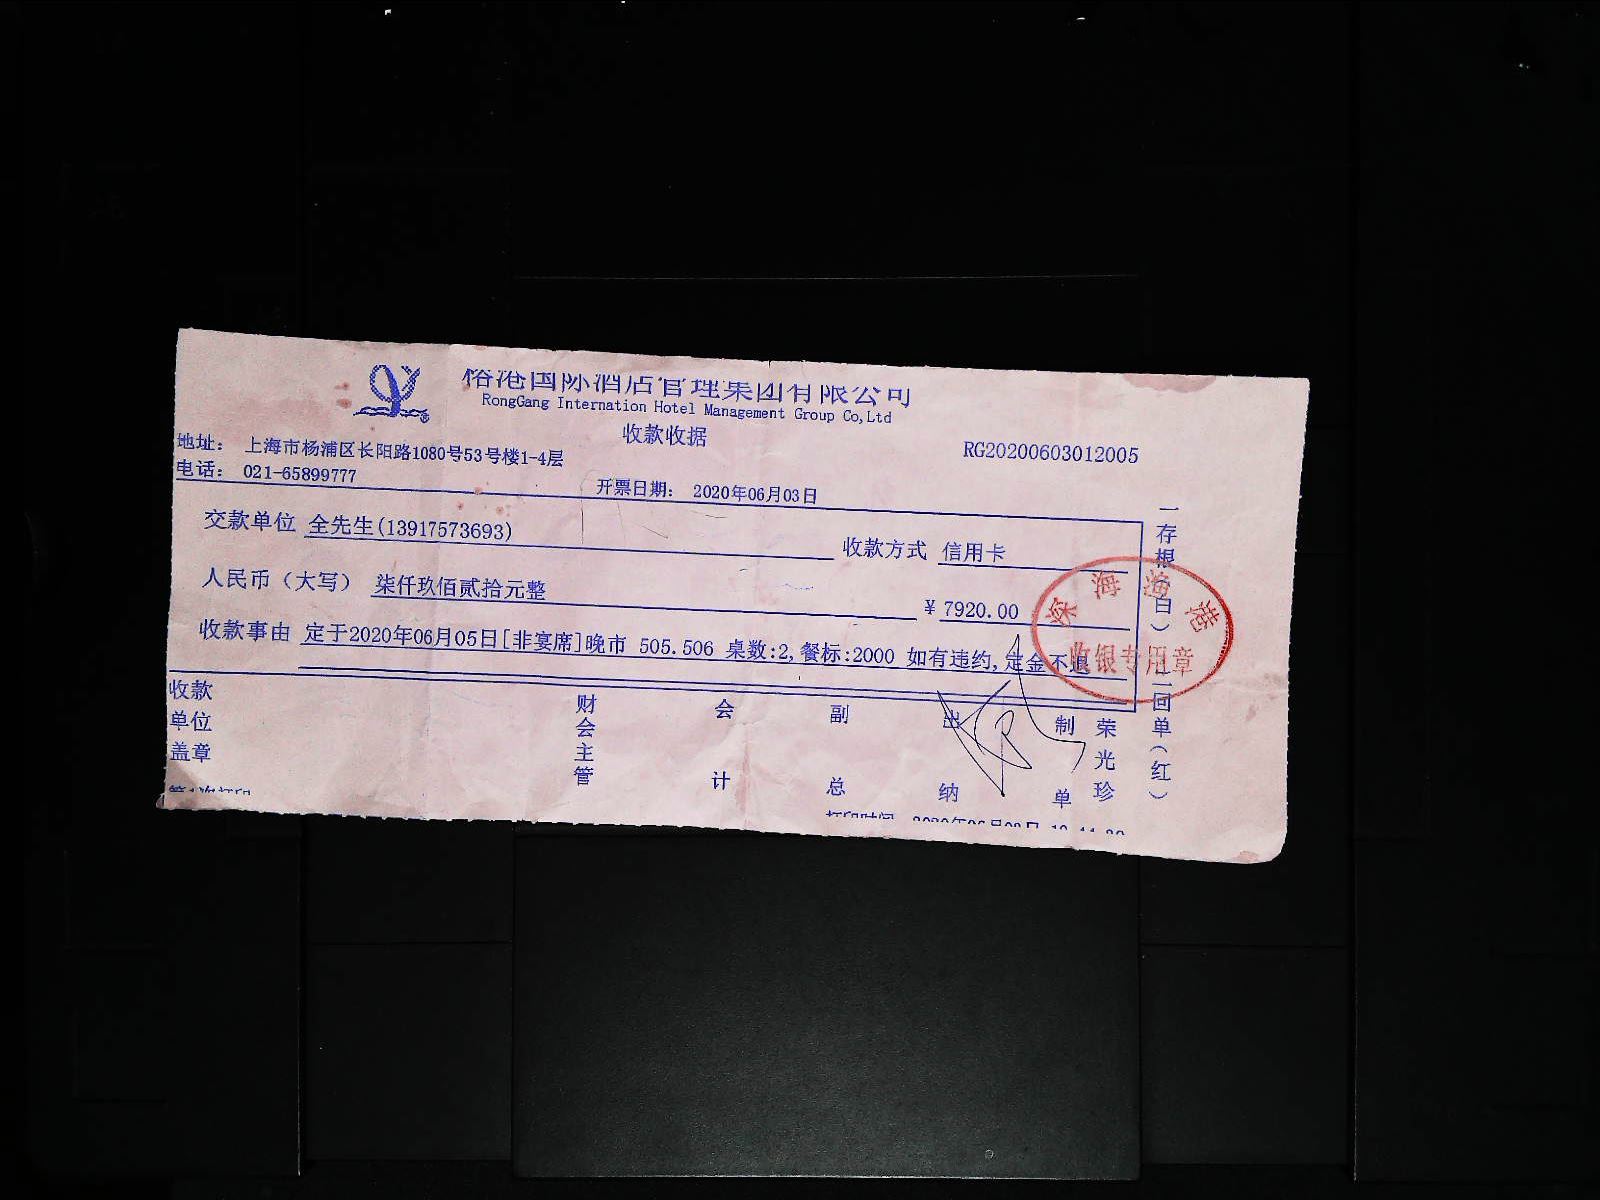 榕港国际酒店管理集团有限公司
RongGang Internation Hotel Management Group Co,Ltd
收款收据
RG20200603012005
地址： 上海市杨浦区长阳路1080号53号楼1-4层
电话： 021-65899777
开票日期： 2020年06月03日
交款单位 全先生(13917573693)
收款方式 信用卡
人民币（大写） 柒仟玖佰贰拾元整
￥ 7920.00
收款事由 定于2020年06月05日[非宴席]晚市 505.506 桌数:2,餐标:2000 如有违约,定金不退
收款单位盖章
财会主管
会计
副总
出纳
制单
荣光珍
一存根（白）二回单（红）
收银专用章